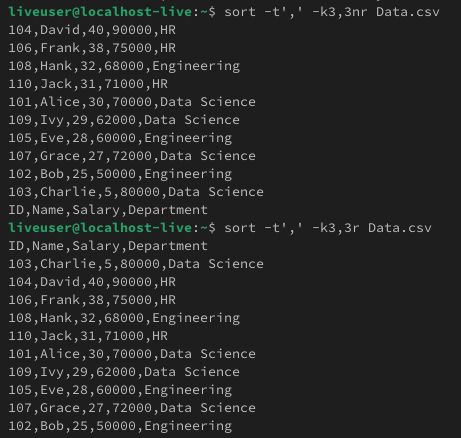 liveuser@localhost-live:~$ sort -t',' -k3,3nr Data.csv
104,David,40,90000,HR
106,Frank,38,75000,HR
108,Hank,32,68000,Engineering
110,Jack,31,71000,HR
101,Alice,30,70000,Data Science
109,Ivy,29,62000,Data Science
105,Eve,28,60000,Engineering
107,Grace,27,72000,Data Science
102,Bob,25,50000,Engineering
103,Charlie,5,80000,Data Science
ID,Name,Salary,Department
liveuser@localhost-live:~$ sort -t',' -k3,3r Data.csv
ID,Name,Salary,Department
103,Charlie,5,80000,Data Science
104,David,40,90000,HR
106,Frank,38,75000,HR
108,Hank,32,68000,Engineering
110,Jack,31,71000,HR
101,Alice,30,70000,Data Science
109,Ivy,29,62000,Data Science
105,Eve,28,60000,Engineering
107,Grace,27,72000,Data Science
102,Bob,25,50000,Engineering